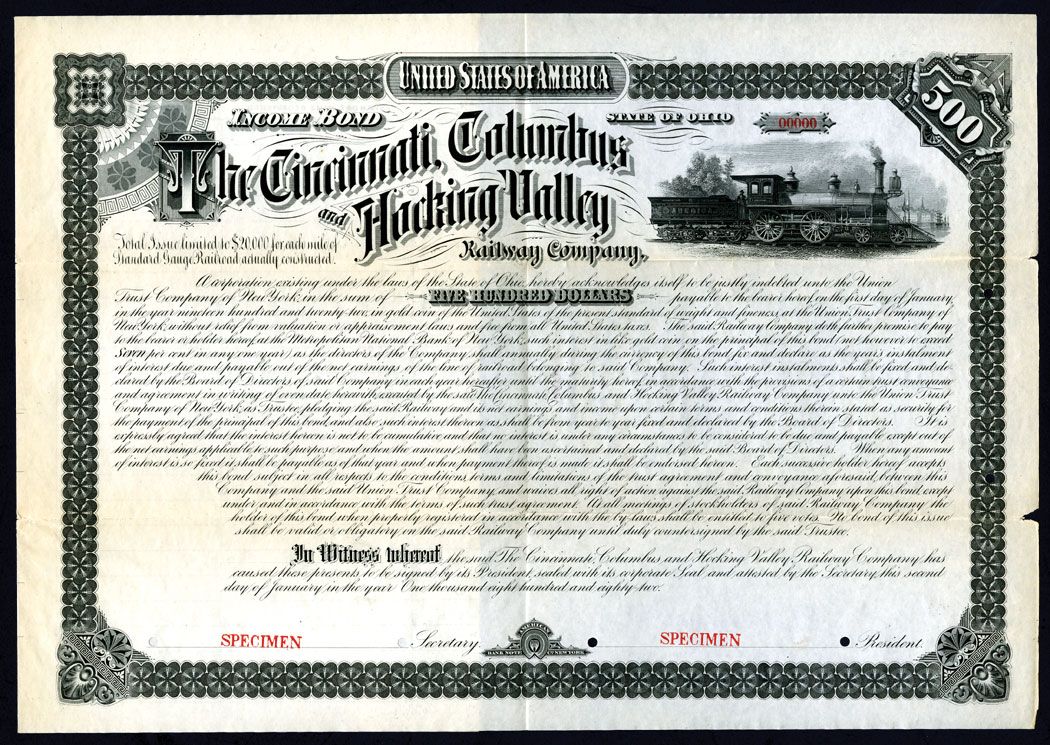 UNITED STATES OF AMERICA
500
INCOME BOND
STATE OF OHIO
00000
The Cincinnati, Columbus
and Hocking Valley
Railway Company,
Total Issue limited to $20,000 for each mile of
Standard Gauge Railroad actually constructed.
A corporation existing under the laws of the State of Ohio, hereby acknowledges itself to be justly indebted unto the Union
Trust Company of New York, in the sum of FIVE HUNDRED DOLLARS payable to the bearer hereof, on the first day of January,
in the year nineteen hundred and twenty two, in gold coin of the United States of the present standard of weight and fineness, at the Union Trust Company of
New York, without relief from valuation or appraisement laws and free from all United States taxes. The said Railway Company doth further promise to pay
to the bearer or holder hereof, at the Metropolitan National Bank of New York, such interest in like gold coin, on the principal of this bond (not however to exceed
Seven per cent in any one year) as the directors of the Company shall annually during the currency of this bond fix and declare as the year's instalment
of interest due and payable out of the net earnings of the line of railroad belonging to said Company. Such interest instalments shall be fixed and de-
clared by the Board of Directors of said Company in each year hereafter until the maturity hereof, in accordance with the provisions of a certain trust conveyance
and agreement in writing of even date herewith, executed by the said The Cincinnati, Columbus and Hocking Valley Railway Company unto the Union Trust
Company of New York, as Trustee, pledging the said Railway and its net earnings and income upon certain terms and conditions therein stated as security for
the payment of the principal of this bond, and also such interest thereon as shall be from year to year fixed and declared by the Board of Directors. It is
expressly agreed that the interest hereon is not to be cumulative and that no interest is under any circumstances to be considered to be due and payable except out of
the net earnings applicable to such purpose and when the amount shall have been ascertained and declared by the said Board of Directors. When any amount
of interest is so fixed it shall be payable as of that year and when payment thereof is made it shall be endorsed hereon. Each successive holder hereof accepts
this bond subject in all respects to the conditions, terms and limitations of the trust agreement and conveyance aforesaid, between this
Company and the said Union Trust Company, and waives all right of action against the said Railway Company upon this bond, except
under and in accordance with the terms of such trust agreement. At all meetings of stockholders of said Railway Company the
holder of this bond when properly registered in accordance with the by-laws shall be entitled to five votes. No bond of this issue
shall be valid or obligatory on the said Railway Company until duly countersigned by the said Trustee.
In Witness whereof the said The Cincinnati, Columbus and Hocking Valley Railway Company has
caused these presents to be signed by its President, sealed with its corporate Seal and attested by the Secretary, this second
day of January in the year One thousand eight hundred and eighty-two.
SPECIMEN Secretary
AMERICAN
BANK NOTE CO. NEW YORK
SPECIMEN President.